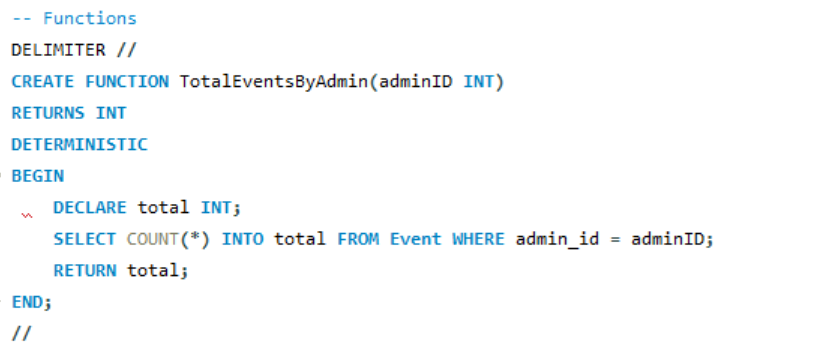 -- Functions
DELIMITER //
CREATE FUNCTION TotalEventsByAdmin(adminID INT)
RETURNS INT
DETERMINISTIC
BEGIN
    DECLARE total INT;
    SELECT COUNT(*) INTO total FROM Event WHERE admin_id = adminID;
    RETURN total;
END;
//